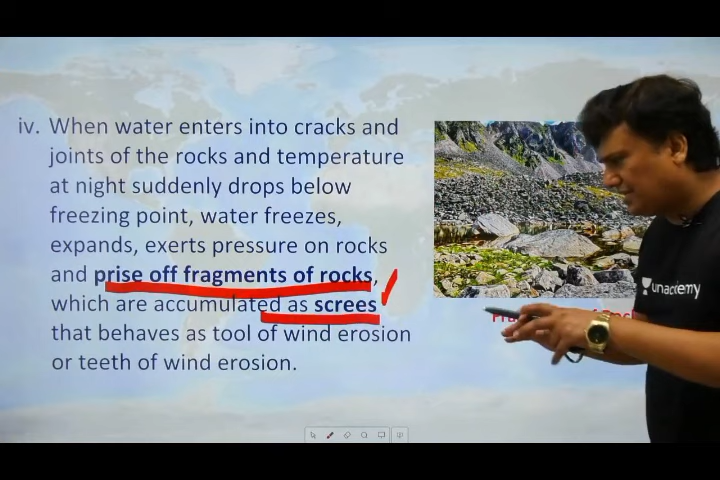 iv. When water enters into cracks and
joints of the rocks and temperature
at night suddenly drops below
freezing point, water freezes,
expands, exerts pressure on rocks
and prise off fragments of rocks,
which are accumulated as screes
that behaves as tool of wind erosion
or teeth of wind erosion.
unacademy